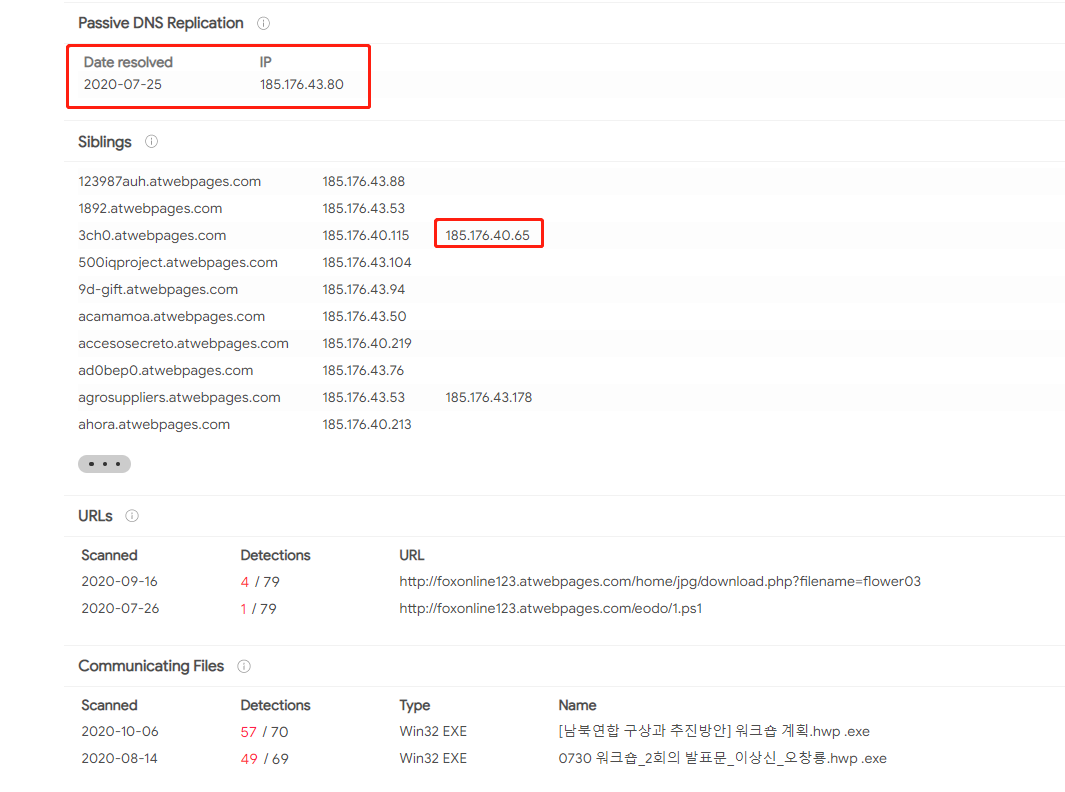 Passive DNS Replication
Date resolved IP
2020-07-25 185.176.43.80
Siblings
123987auh.atwebpages.com 185.176.43.88
1892.atwebpages.com 185.176.43.53
3ch0.atwebpages.com 185.176.40.115 185.176.40.65
500iqproject.atwebpages.com 185.176.43.104
9d-gift.atwebpages.com 185.176.43.94
acamamoa.atwebpages.com 185.176.43.50
accesosecreto.atwebpages.com 185.176.40.219
ad0bep0.atwebpages.com 185.176.43.76
agrosuppliers.atwebpages.com 185.176.43.53 185.176.43.178
ahora.atwebpages.com 185.176.40.213
URLs
Scanned Detections URL
2020-09-16 4 / 79 http://foxonline123.atwebpages.com/home/jpg/download.php?filename=flower03
2020-07-26 1 / 79 http://foxonline123.atwebpages.com/eodo/1.ps1
Communicating Files
Scanned Detections Type Name
2020-10-06 57 / 70 Win32 EXE [남북연합 구상과 추진방안] 워크숍 계획.hwp .exe
2020-08-14 49 / 69 Win32 EXE 0730 워크숍_2회의 발표문_이상신_오창룡.hwp .exe